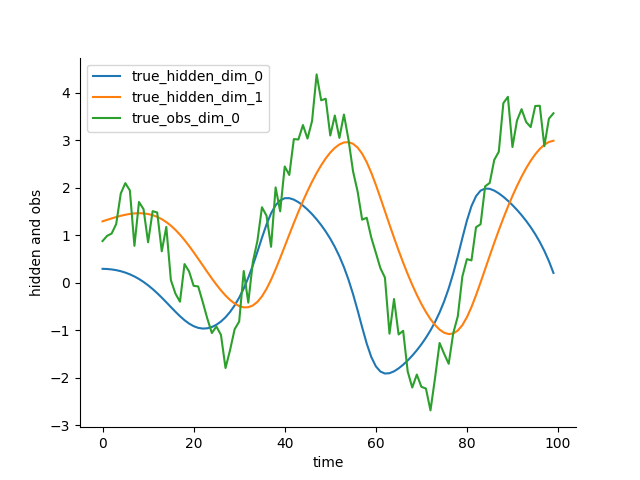 true_hidden_dim_0
true_hidden_dim_1
true_obs_dim_0
hidden and obs
4
3
2
1
0
−1
−2
−3
0 20 40 60 80 100
time